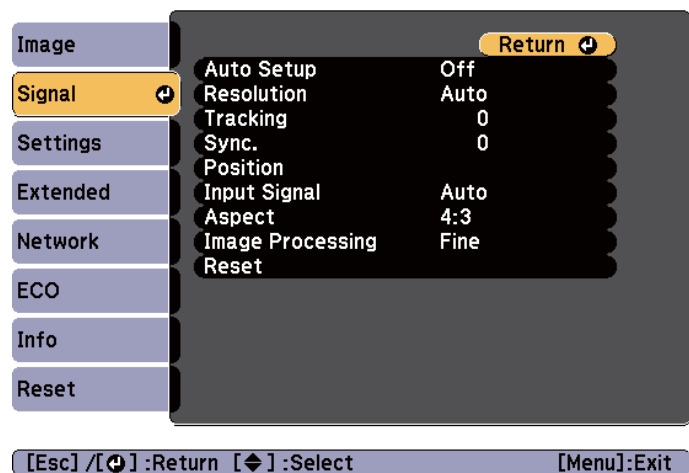 Image
Signal
Settings
Extended
Network
ECO
Info
Reset
Return
Auto Setup Off
Resolution Auto
Tracking 0
Sync. 0
Position
Input Signal Auto
Aspect 4:3
Image Processing Fine
Reset
[Esc] /[ ] :Return [ ] :Select [Menu]:Exit